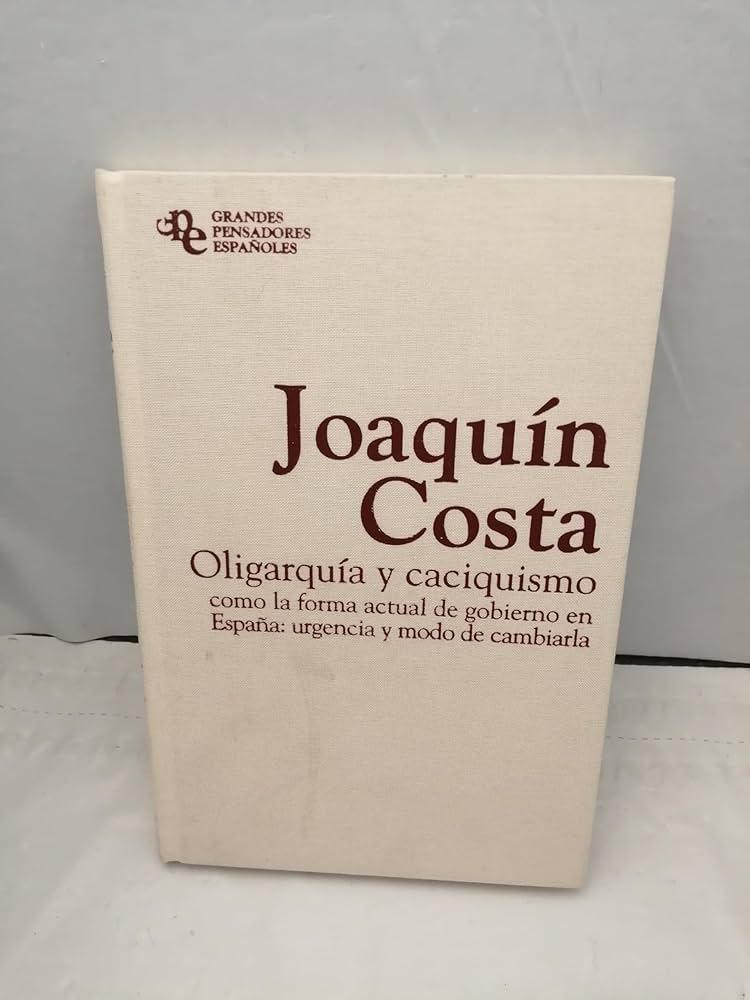 gpe
GRANDES
PENSADORES
ESPAÑOLES
Joaquín
Costa
Oligarquía y caciquismo
como la forma actual de gobierno en
España: urgencia y modo de cambiarla